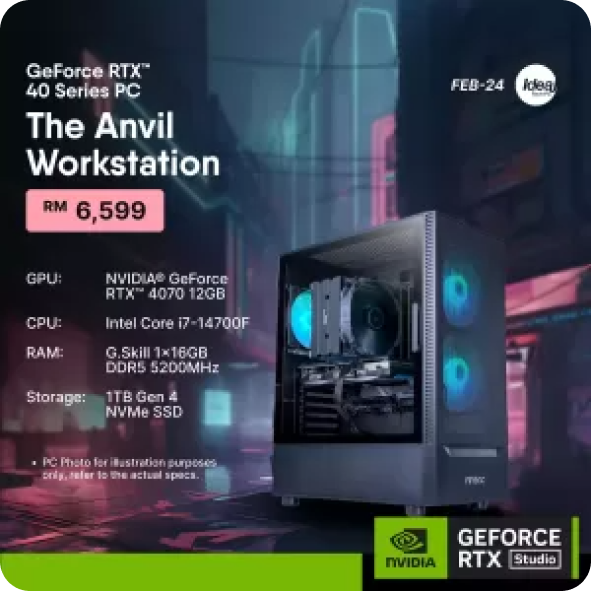 GeForce RTX™
40 Series PC
FEB-24
Idea
The Anvil
Workstation
RM 6,599
GPU: NVIDIA® GeForce
RTX™ 4070 12GB
CPU: Intel Core i7-14700F
RAM: G.Skill 1x16GB
DDR5 5200MHz
Storage: 1TB Gen 4
NVMe SSD
• PC Photo for illustration purposes
only, refer to the actual specs.
NVIDIA
GEFORCE
RTX Studio